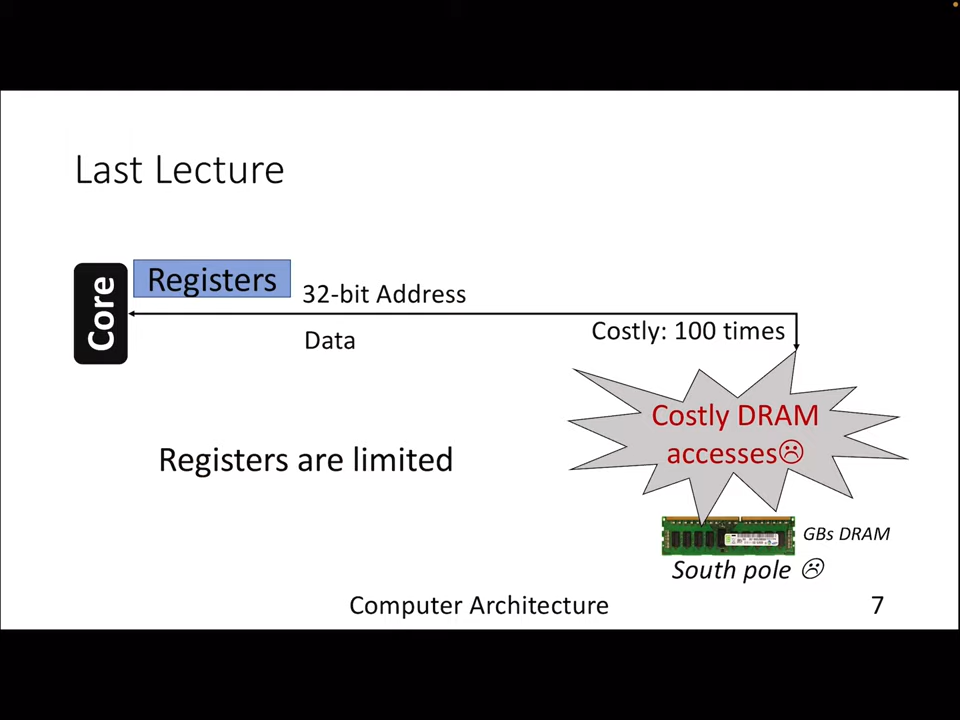 Last Lecture
Core
Registers
32-bit Address
Data
Costly: 100 times
Costly DRAM
accesses☹
Registers are limited
GBs DRAM
South pole ☹
Computer Architecture
7